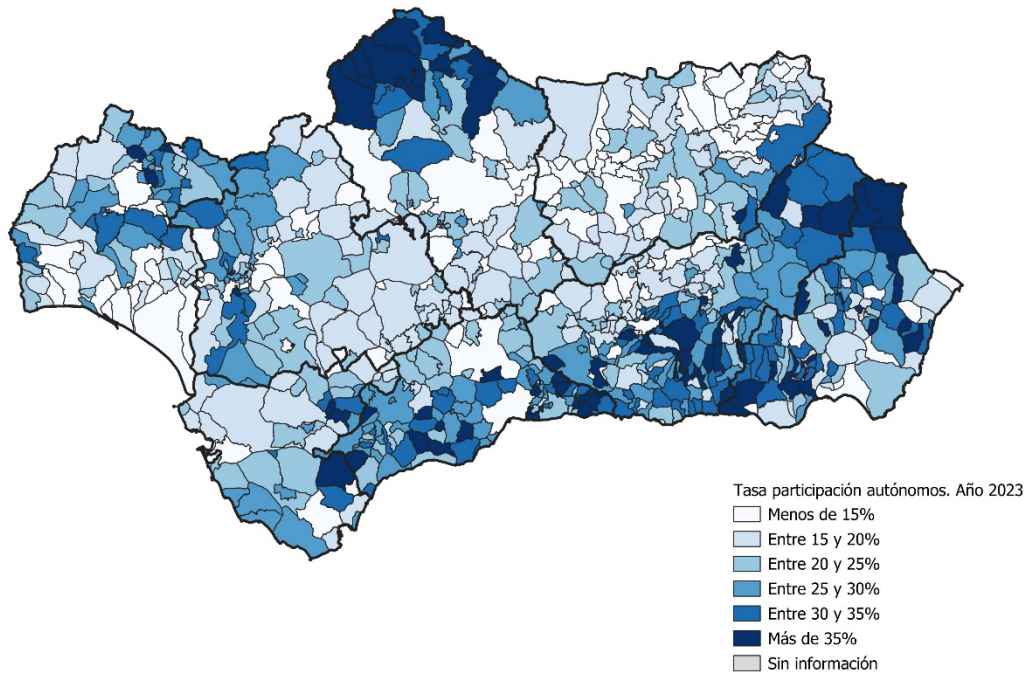 Tasa participación autónomos. Año 2023
Menos de 15%
Entre 15 y 20%
Entre 20 y 25%
Entre 25 y 30%
Entre 30 y 35%
Más de 35%
Sin información